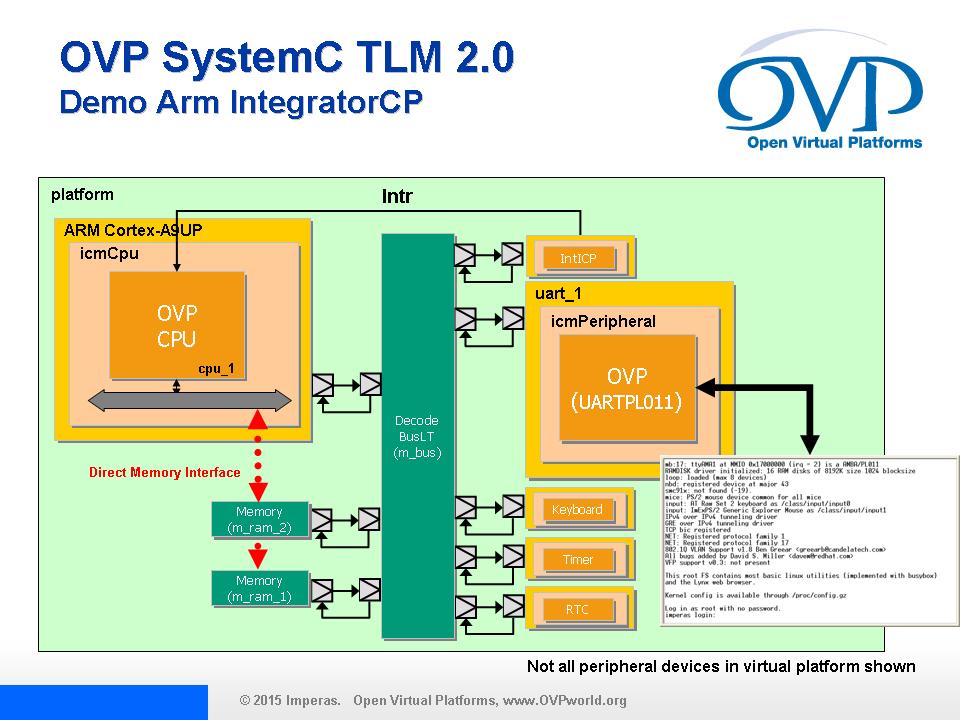 OVP SystemC TLM 2.0
Demo Arm IntegratorCP
OVP
Open Virtual Platforms
platform
Intr
ARM Cortex-A9UP
icmCpu
OVP
CPU
cpu_1
Direct Memory Interface
Memory
(m_ram_2)
Memory
(m_ram_1)
Decode
BusLT
(m_bus)
IntICP
uart_1
icmPeripheral
OVP
(UARTPL011)
Keyboard
Timer
RTC
mb:17: ttyAMA1 at MMIO 0x17000000 (irq = 2) is a AMBA/PL011
RAMDISK driver initialized: 16 RAM disks of 8192K size 1024 blocksize
loop: loaded (max 8 devices)
nbd: registered device at major 43
smc91x: not found (-19).
mice: PS/2 mouse device common for all mice
input: AT Raw Set 2 keyboard as /class/input/input0
input: ImExPS/2 Generic Explorer Mouse as /class/input/input1
IPv4 over IPv4 tunneling driver
GRE over IPv4 tunneling driver
TCP bic registered
NET: Registered protocol family 1
NET: Registered protocol family 17
802.1Q VLAN Support v1.8 Ben Greear <greearb@candelatech.com>
All bugs added by David S. Miller <davem@redhat.com>
VFP support v0.3: not present
This root FS contains most basic linux utilities (implemented with busybox)
and the Lynx web browser.
Kernel config is available through /proc/config.gz
Log in as root with no password.
imperas login:
Not all peripheral devices in virtual platform shown
© 2015 Imperas. Open Virtual Platforms, www.OVPworld.org